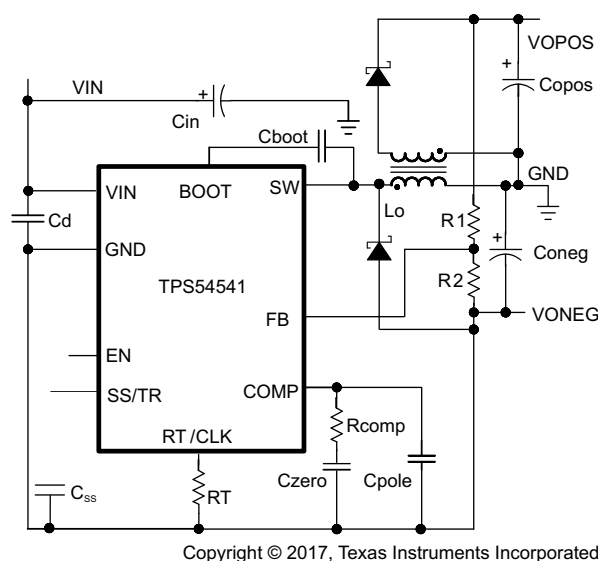 VOPOS
VIN
+
Copos
+
Cin
Cboot
GND
VIN
BOOT
SW
Cd
Lo
R1
GND
+
Coneg
TPS54541
R2
FB
VONEG
EN
SS/TR
COMP
Rcomp
RT/CLK
Czero
Cpole
Css
RT
Copyright © 2017, Texas Instruments Incorporated